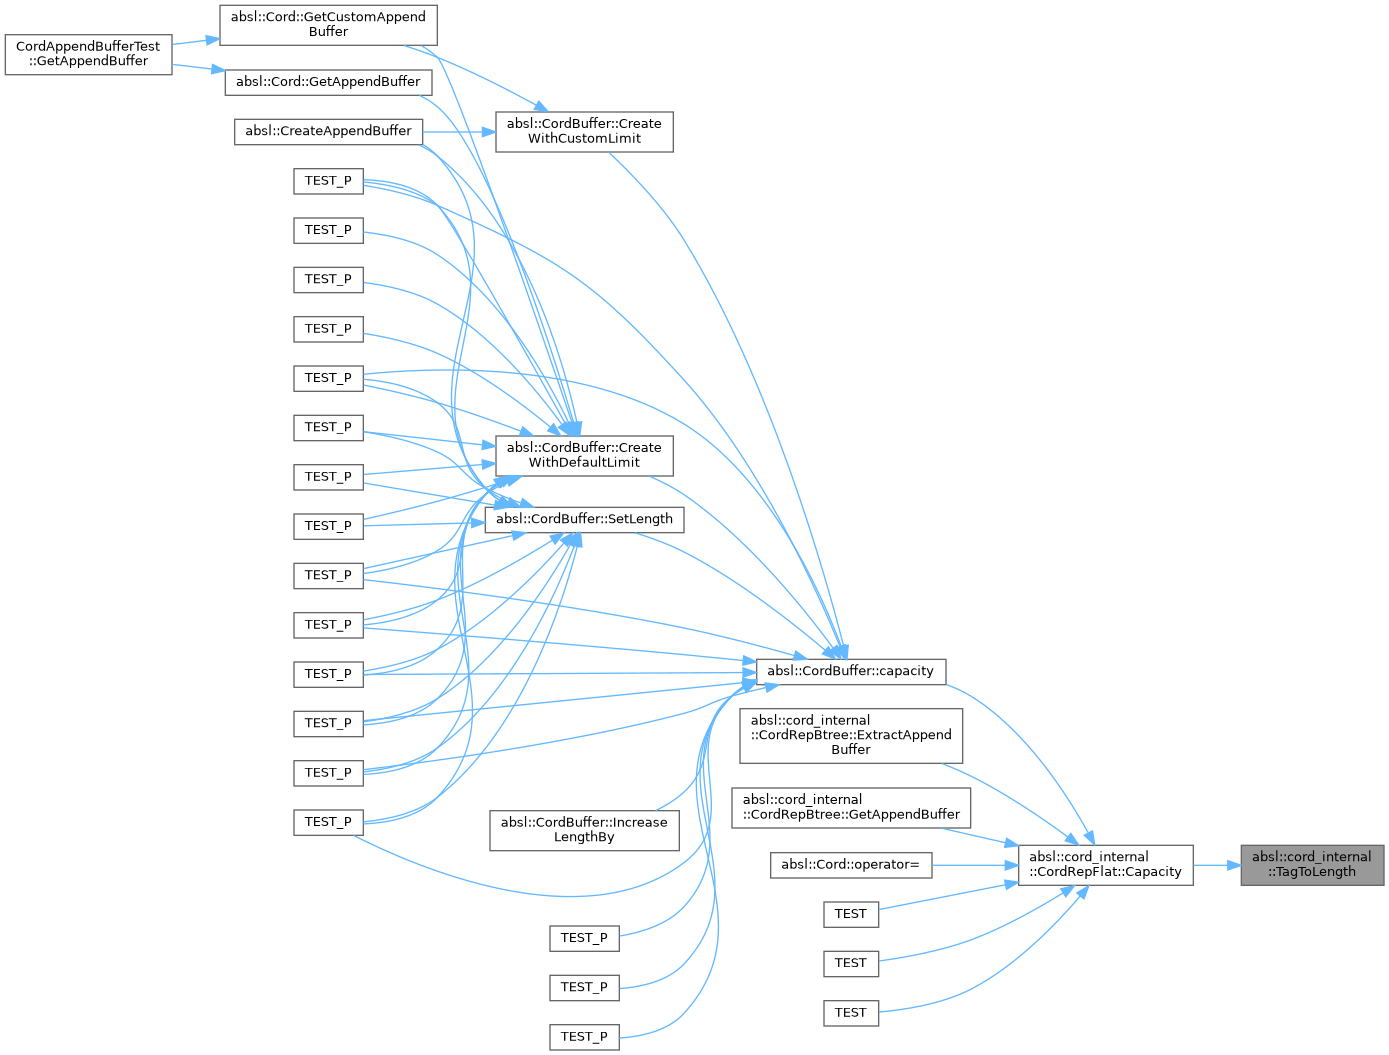 absl::Cord::GetCustomAppend
Buffer
CordAppendBufferTest
::GetAppendBuffer
absl::Cord::GetAppendBuffer
absl::CordBuffer::Create
WithCustomLimit
absl::CreateAppendBuffer
TEST_P
TEST_P
TEST_P
TEST_P
TEST_P
TEST_P
absl::CordBuffer::Create
WithDefaultLimit
TEST_P
TEST_P
absl::CordBuffer::SetLength
TEST_P
TEST_P
TEST_P
absl::CordBuffer::capacity
TEST_P
absl::cord_internal
::CordRepBtree::ExtractAppend
Buffer
TEST_P
absl::cord_internal
::CordRepBtree::GetAppendBuffer
TEST_P
absl::CordBuffer::Increase
LengthBy
absl::cord_internal
::CordRepFlat::Capacity
absl::cord_internal
::TagToLength
absl::Cord::operator=
TEST
TEST_P
TEST
TEST_P
TEST
TEST_P